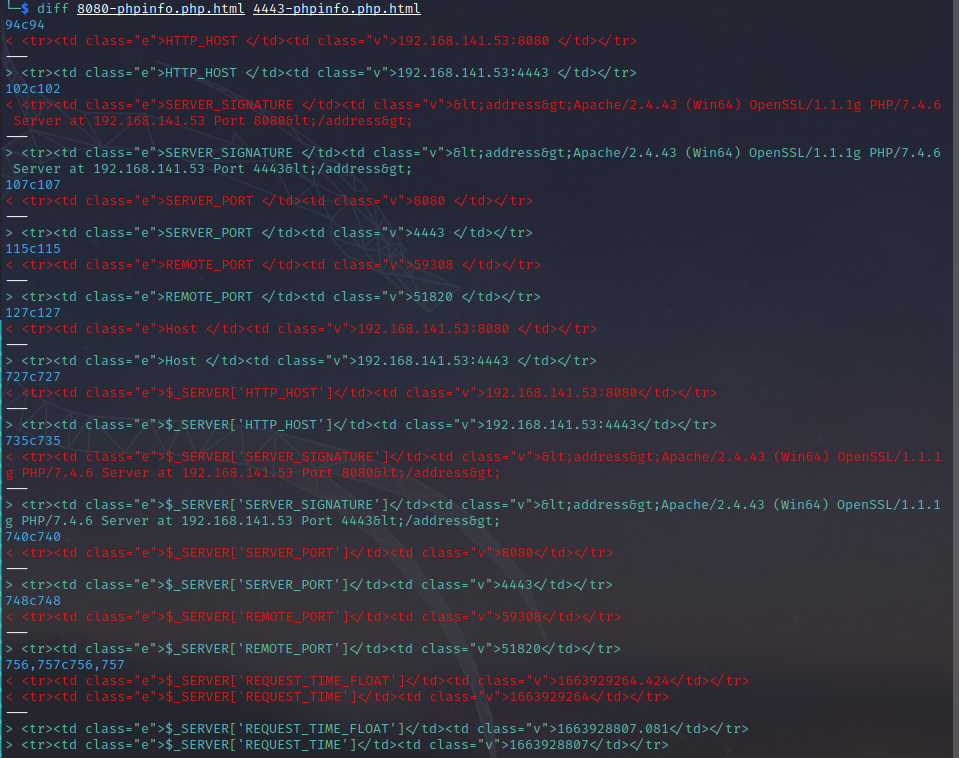 └─$ diff 8080-phpinfo.php.html 4443-phpinfo.php.html
94c94
< <tr><td class="e">HTTP_HOST </td><td class="v">192.168.141.53:8080 </td></tr>
---
> <tr><td class="e">HTTP_HOST </td><td class="v">192.168.141.53:4443 </td></tr>
102c102
< <tr><td class="e">SERVER_SIGNATURE </td><td class="v">&lt;address&gt;Apache/2.4.43 (Win64) OpenSSL/1.1.1g PHP/7.4.6
 Server at 192.168.141.53 Port 8080&lt;/address&gt;
---
> <tr><td class="e">SERVER_SIGNATURE </td><td class="v">&lt;address&gt;Apache/2.4.43 (Win64) OpenSSL/1.1.1g PHP/7.4.6
 Server at 192.168.141.53 Port 4443&lt;/address&gt;
107c107
< <tr><td class="e">SERVER_PORT </td><td class="v">8080 </td></tr>
---
> <tr><td class="e">SERVER_PORT </td><td class="v">4443 </td></tr>
115c115
< <tr><td class="e">REMOTE_PORT </td><td class="v">59308 </td></tr>
---
> <tr><td class="e">REMOTE_PORT </td><td class="v">51820 </td></tr>
127c127
< <tr><td class="e">Host </td><td class="v">192.168.141.53:8080 </td></tr>
---
> <tr><td class="e">Host </td><td class="v">192.168.141.53:4443 </td></tr>
727c727
< <tr><td class="e">$_SERVER['HTTP_HOST']</td><td class="v">192.168.141.53:8080</td></tr>
---
> <tr><td class="e">$_SERVER['HTTP_HOST']</td><td class="v">192.168.141.53:4443</td></tr>
735c735
< <tr><td class="e">$_SERVER['SERVER_SIGNATURE']</td><td class="v">&lt;address&gt;Apache/2.4.43 (Win64) OpenSSL/1.1.1
g PHP/7.4.6 Server at 192.168.141.53 Port 8080&lt;/address&gt;
---
> <tr><td class="e">$_SERVER['SERVER_SIGNATURE']</td><td class="v">&lt;address&gt;Apache/2.4.43 (Win64) OpenSSL/1.1.1
g PHP/7.4.6 Server at 192.168.141.53 Port 4443&lt;/address&gt;
740c740
< <tr><td class="e">$_SERVER['SERVER_PORT']</td><td class="v">8080</td></tr>
---
> <tr><td class="e">$_SERVER['SERVER_PORT']</td><td class="v">4443</td></tr>
748c748
< <tr><td class="e">$_SERVER['REMOTE_PORT']</td><td class="v">59308</td></tr>
---
> <tr><td class="e">$_SERVER['REMOTE_PORT']</td><td class="v">51820</td></tr>
756,757c756,757
< <tr><td class="e">$_SERVER['REQUEST_TIME_FLOAT']</td><td class="v">1663929264.424</td></tr>
< <tr><td class="e">$_SERVER['REQUEST_TIME']</td><td class="v">1663929264</td></tr>
---
> <tr><td class="e">$_SERVER['REQUEST_TIME_FLOAT']</td><td class="v">1663928807.081</td></tr>
> <tr><td class="e">$_SERVER['REQUEST_TIME']</td><td class="v">1663928807</td></tr>